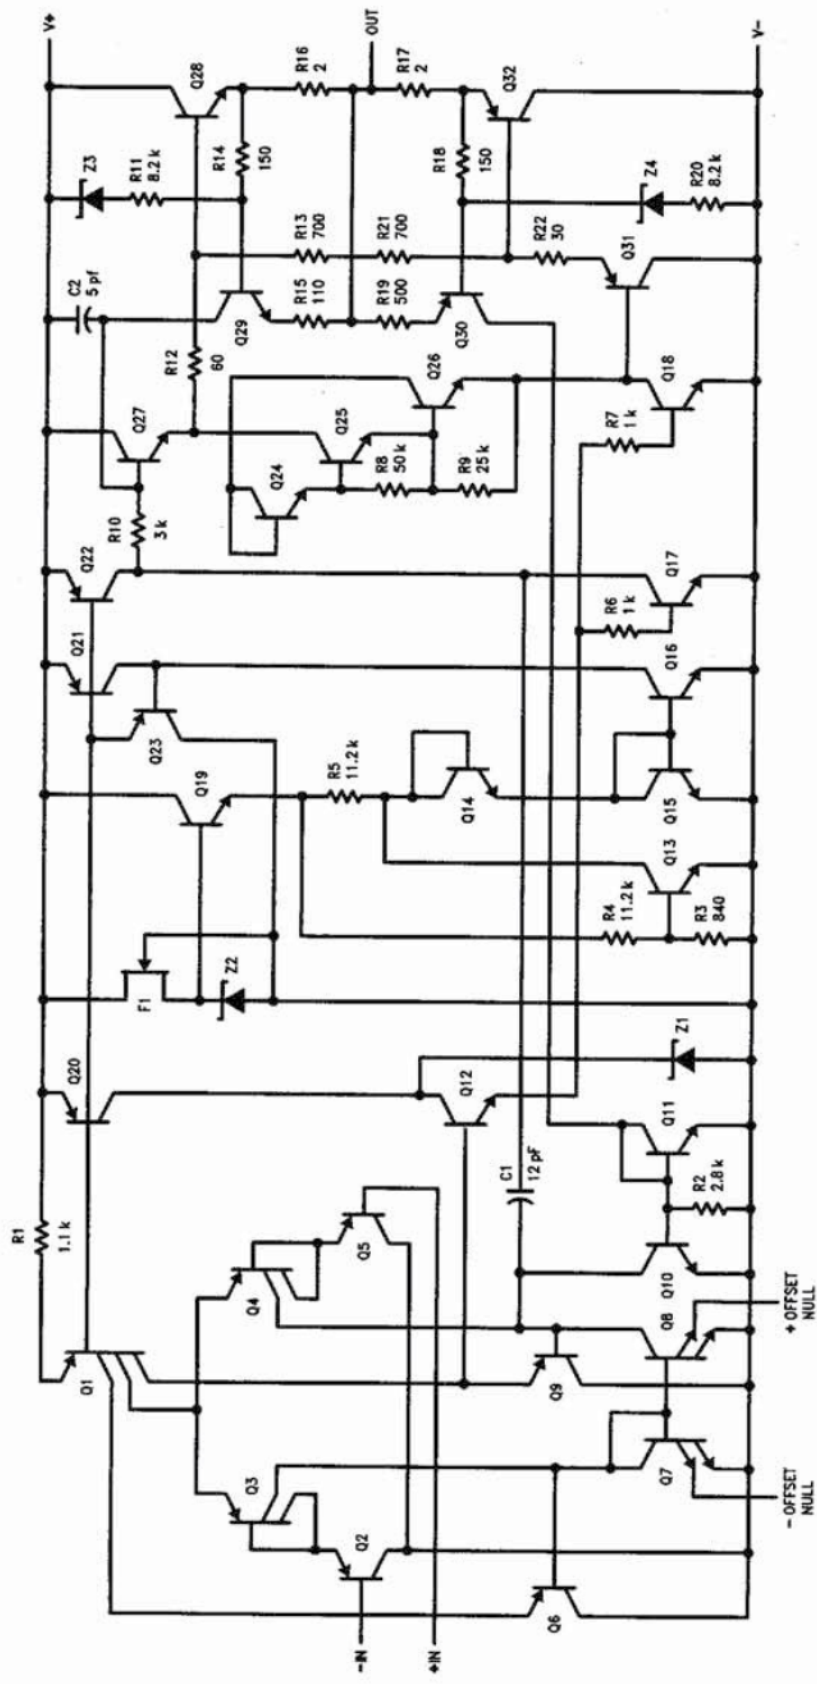 R1
1.1 k
Q1
Q20
F1
Q21
Q22
C2
5 pf
Z3
R11
8.2 k
V+
R10
3 k
Q27
Q23
Q19
Z2
R12
60
Q28
R14
150
Q29
Q3
Q4
Q24
Q25
R13
700
R15
110
R16
2
R5
11.2 k
R8
50 k
Q26
R21
700
R19
500
R17
2
OUT
-IN
Q2
Q5
+IN
Q12
Q14
R9
25 k
Q30
R18
150
Q32
C1
12 pF
R22
30
Q6
Q9
R4
11.2 k
R6
1 k
R7
1 k
Q31
Z4
Q7
Q8
Q10
Q11
Z1
Q13
Q15
Q16
Q17
Q18
R2
2.8 k
R3
840
R20
8.2 k
V-
- OFFSET
NULL
+ OFFSET
NULL